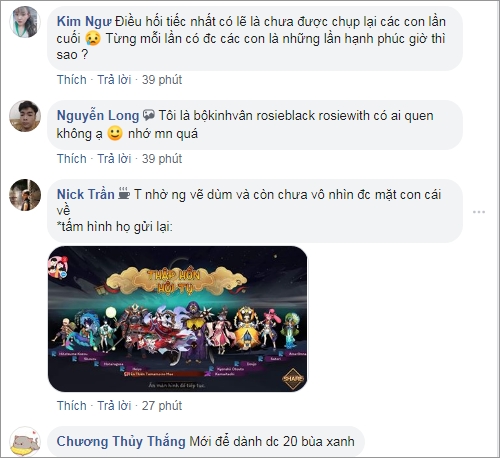 Kim Ngư Điều hối tiếc nhất có lẽ là chưa được chụp lại các con lần
cuối 😥 Từng mỗi lần có đc các con là những lần hạnh phúc giờ thì
sao ?
Thích · Trả lời · 39 phút
Nguyễn Long Tôi là bộkinhvân rosieblack rosiewith có ai quen
không ạ 🙂 nhớ mn quá
Thích · Trả lời · 39 phút
Nick Trần T nhờ ng vẽ dùm và còn chưa vô nhìn đc mặt con cái
về
*tấm hình họ gửi lại:
THẬP HÔN
HỘI TỤ
SHARE
Thích · Trả lời · 27 phút
Chương Thủy Thắng Mới để dành dc 20 bùa xanh